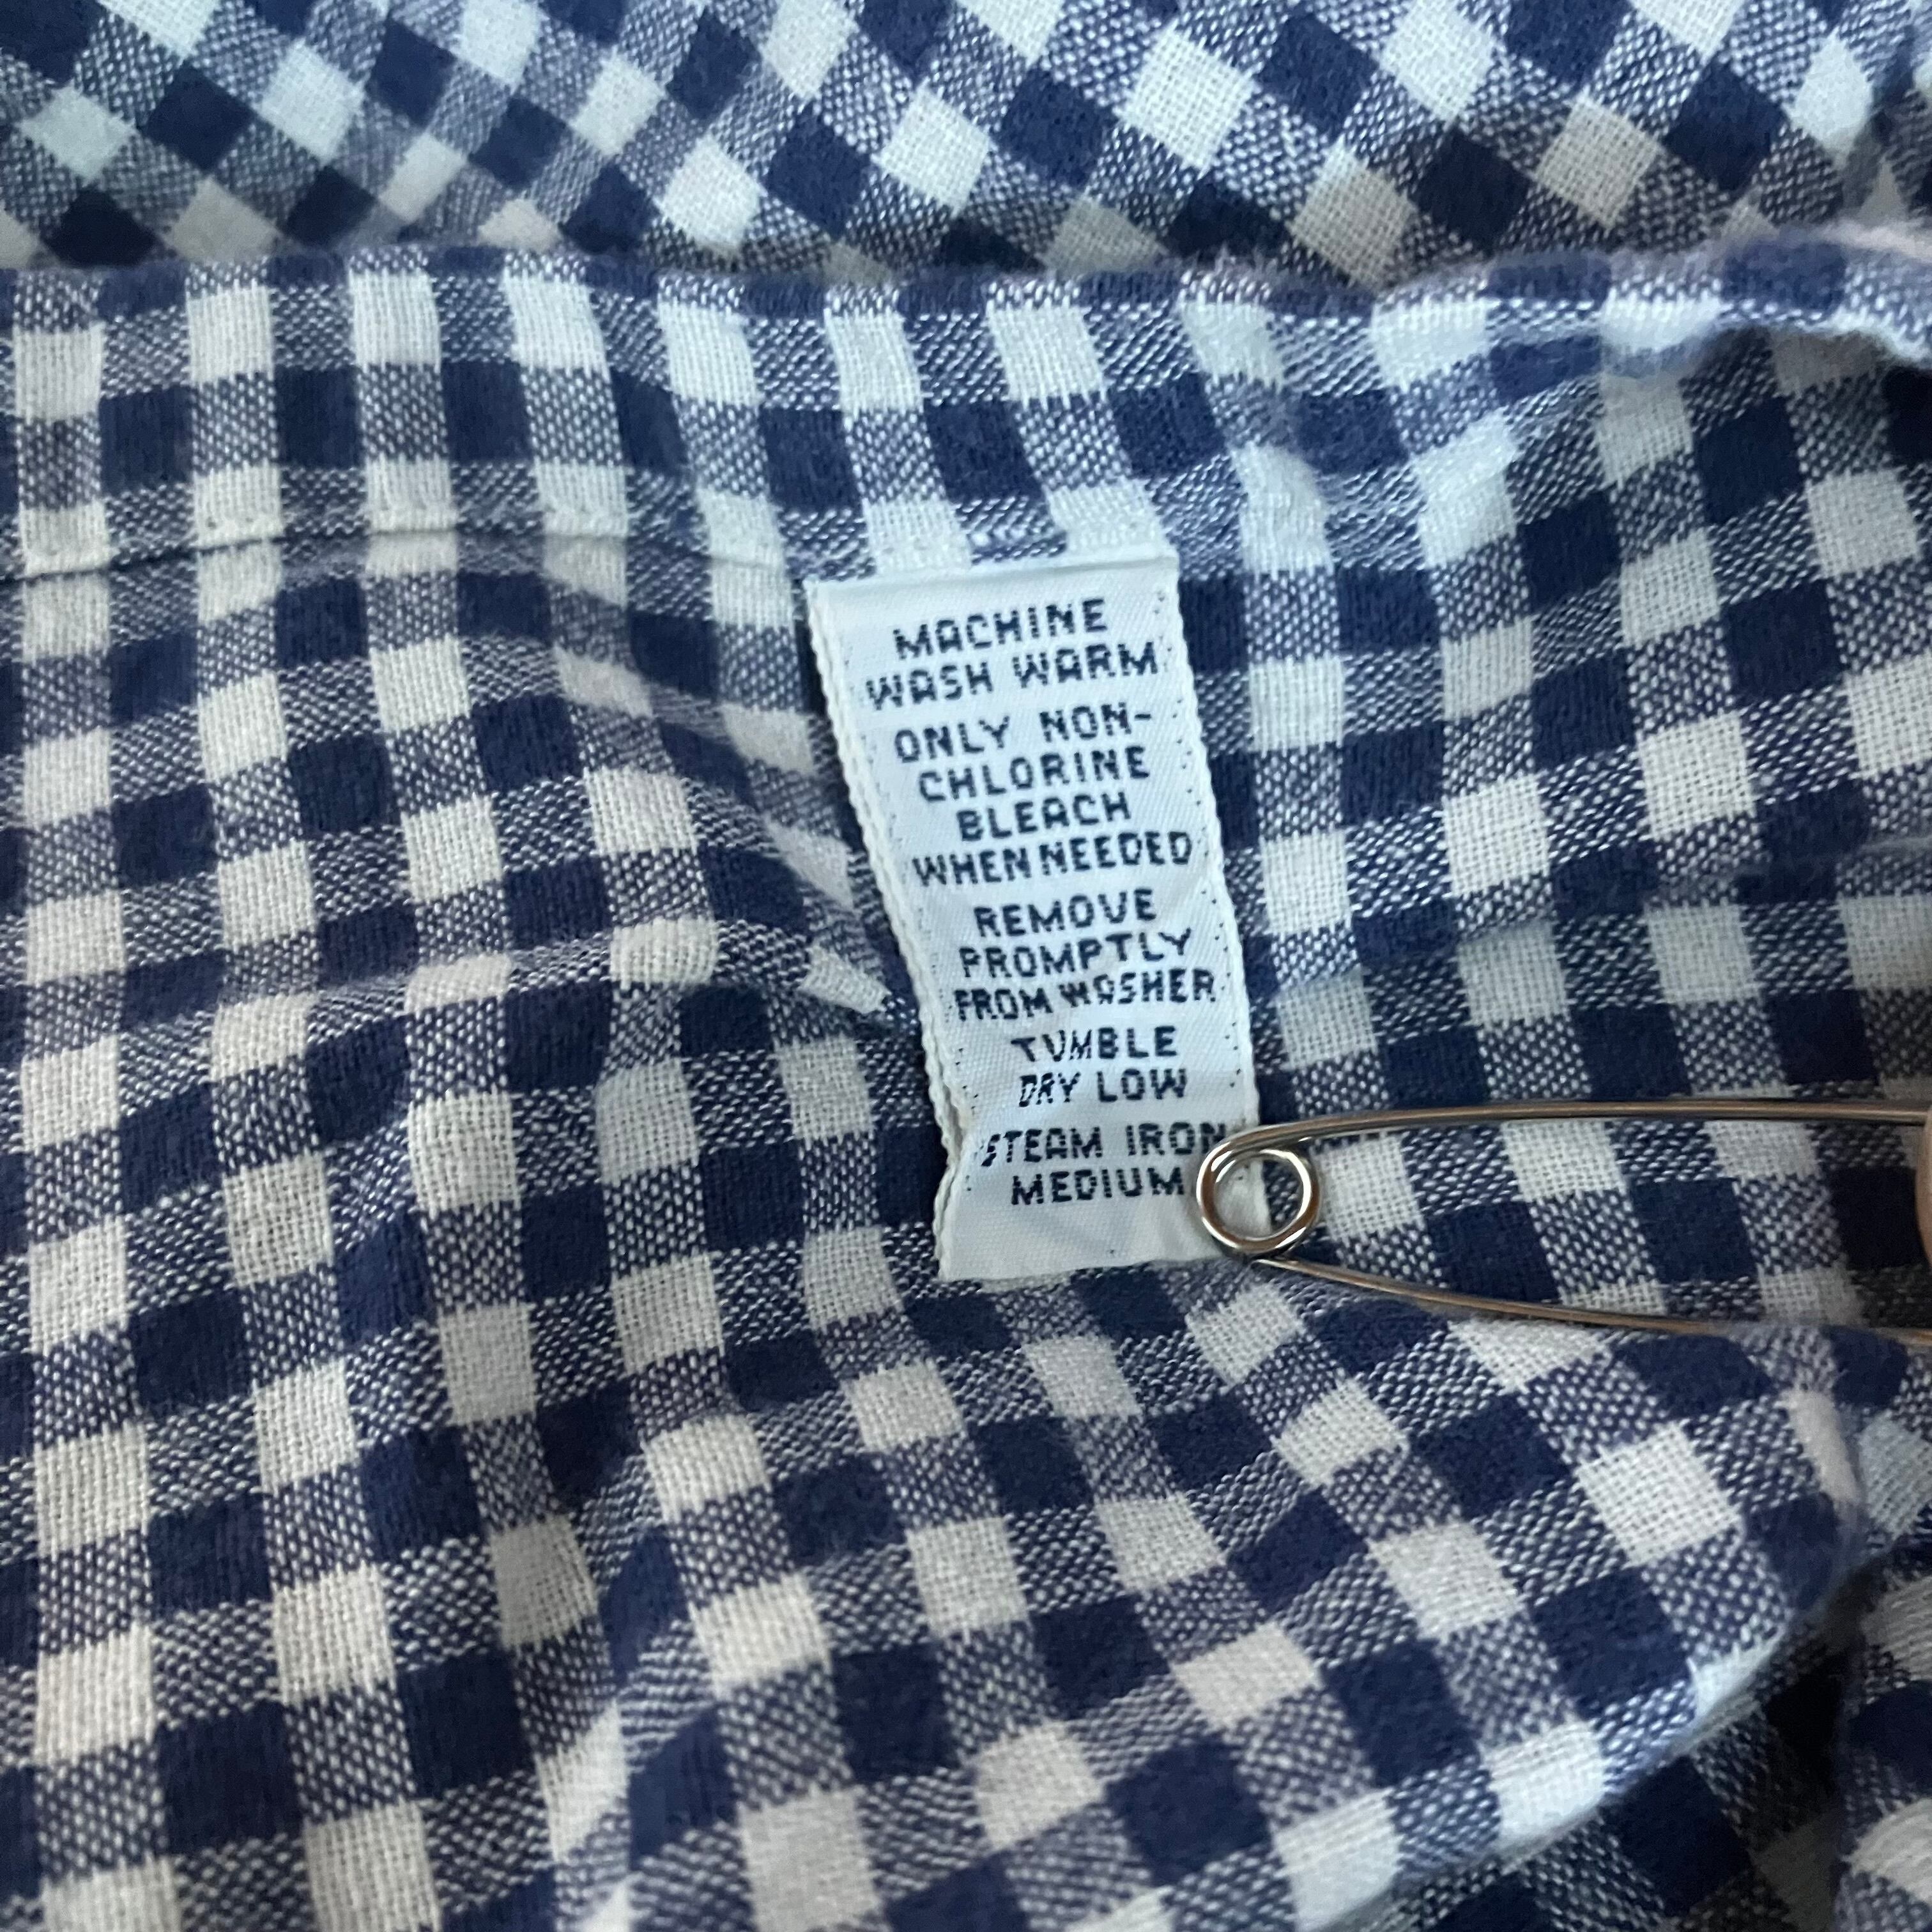 MACHINE
WASH WARM
ONLY NON-
CHLORINE
BLEACH
WHEN NEEDED
REMOVE
PROMPTLY
FROM WASHER
TUMBLE
DRY LOW
STEAM IRON
MEDIUM